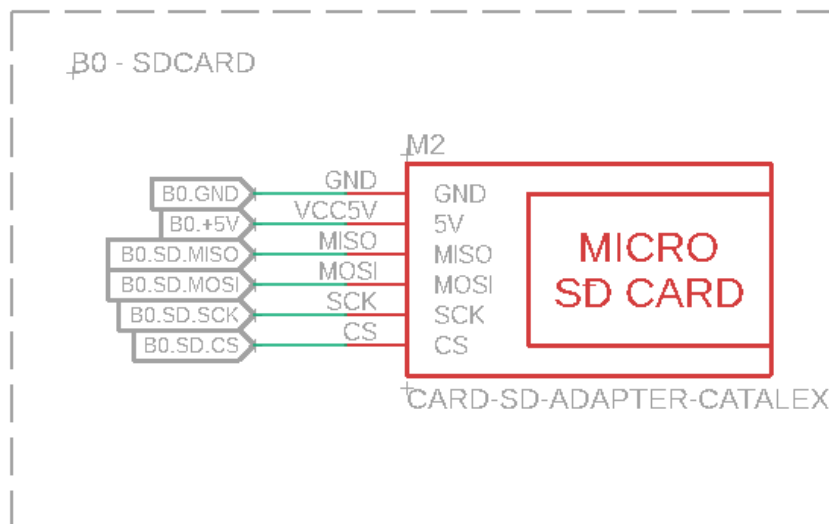 B0 - SDCARD
M2
B0.GND GND GND
B0.+5V VCC5V 5V
B0.SD.MISO MISO MISO
B0.SD.MOSI MOSI MOSI
B0.SD.SCK SCK SCK
B0.SD.CS CS CS
MICRO
SD CARD
CARD-SD-ADAPTER-CATALEX